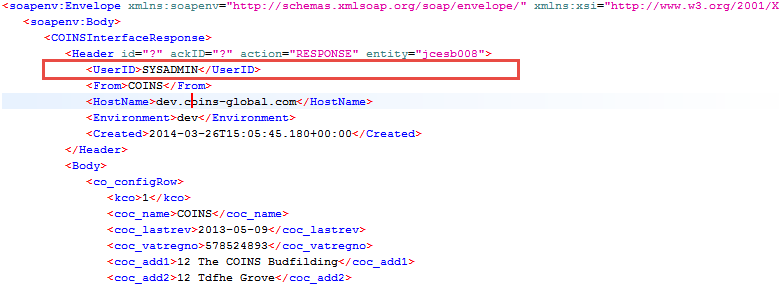 <soapenv:Envelope xmlns:soapenv="http://schemas.xmlsoap.org/soap/envelope/" xmlns:xsi="http://www.w3.org/2001/X
<soapenv:Body>
<COINSInterfaceResponse>
<Header id="?" ackID="?" action="RESPONSE" entity="jcesb008">
<UserID>SYSADMIN</UserID>
<From>COINS</From>
<HostName>dev.coins-global.com</HostName>
<Environment>dev</Environment>
<Created>2014-03-26T15:05:45.180+00:00</Created>
</Header>
<Body>
<co_configRow>
<kco>1</kco>
<coc_name>COINS</coc_name>
<coc_lastrev>2013-05-09</coc_lastrev>
<coc_vatregno>578524893</coc_vatregno>
<coc_add1>12 The COINS Budfilding</coc_add1>
<coc_add2>12 Tdfhe Grove</coc_add2>